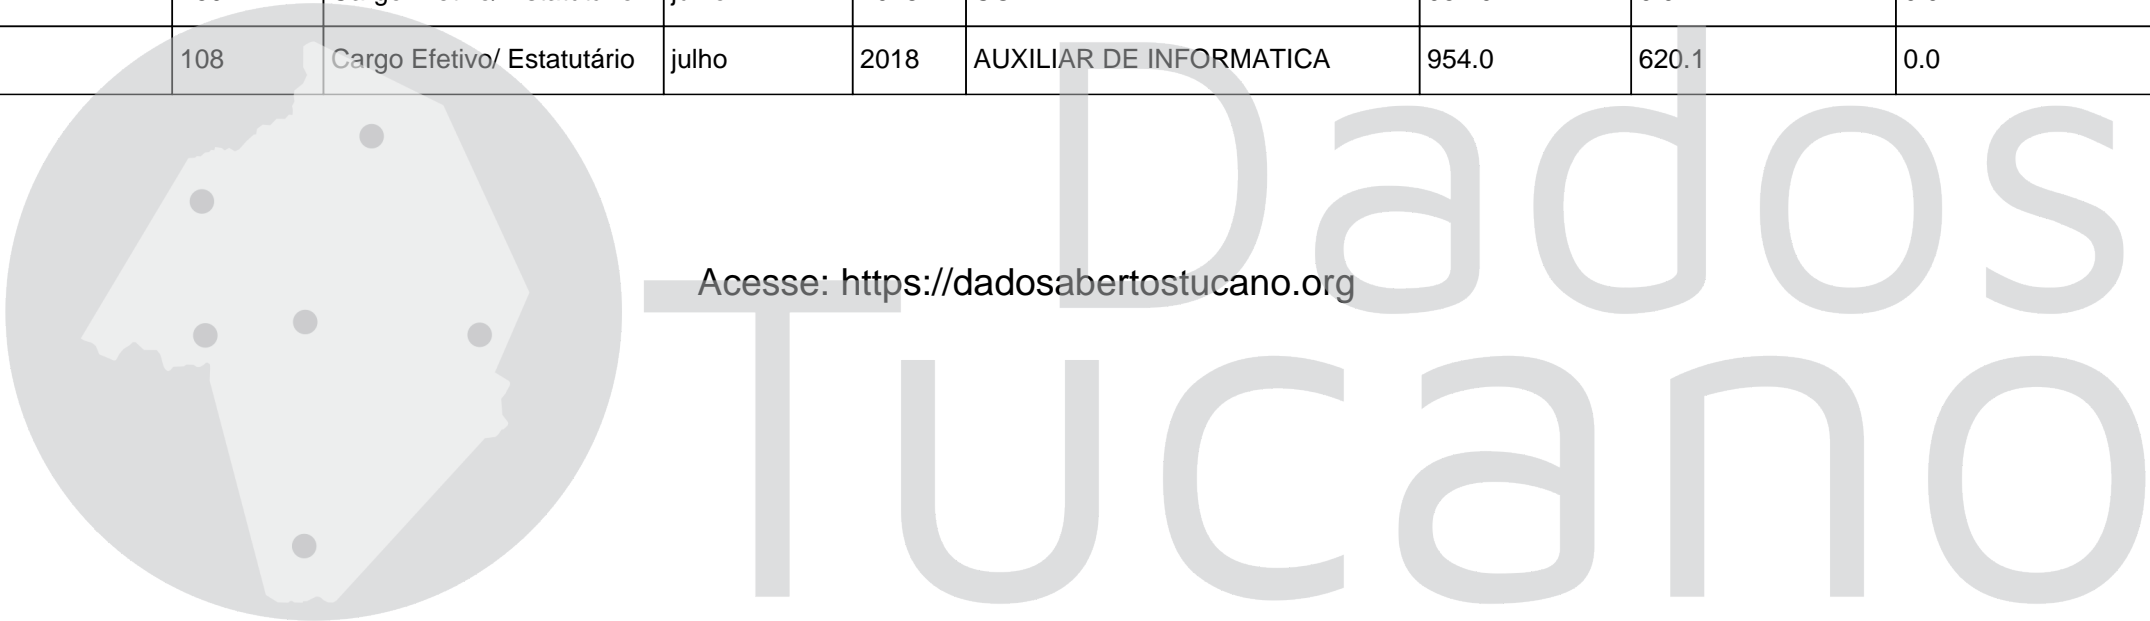 108 Cargo Efetivo/ Estatutário julho 2018 AUXILIAR DE INFORMATICA 954.0 620.1 0.0
Dados
Acesse: https://dadosabertostucano.org
Tucano